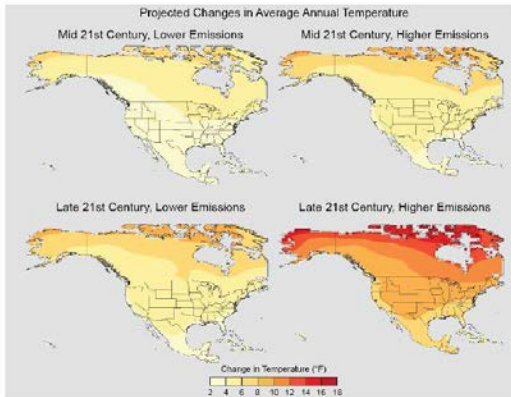 Projected Changes in Average Annual Temperature
Mid 21st Century, Lower Emissions
Mid 21st Century, Higher Emissions
Late 21st Century, Lower Emissions
Late 21st Century, Higher Emissions
Change in Temperature (°F)
2 4 6 8 10 12 14 16 18